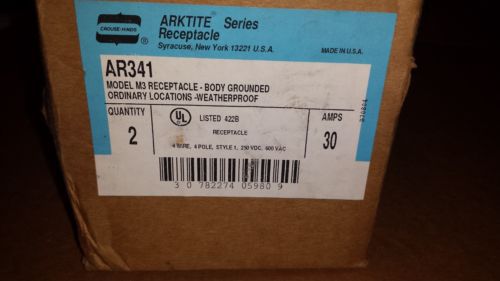 CROUSE-HINDS
ARKTITE Series
Receptacle
Syracuse, New York 13221 U.S.A.
MADE IN U.S.A.
AR341
MODEL M3 RECEPTACLE - BODY GROUNDED
ORDINARY LOCATIONS -WEATHERPROOF
QUANTITY
2
UL
LISTED 422B
RECEPTACLE
AMPS
30
4 WIRE, 4 POLE, STYLE 1, 250 VDC, 600 VAC
3 0 782274 05980 9